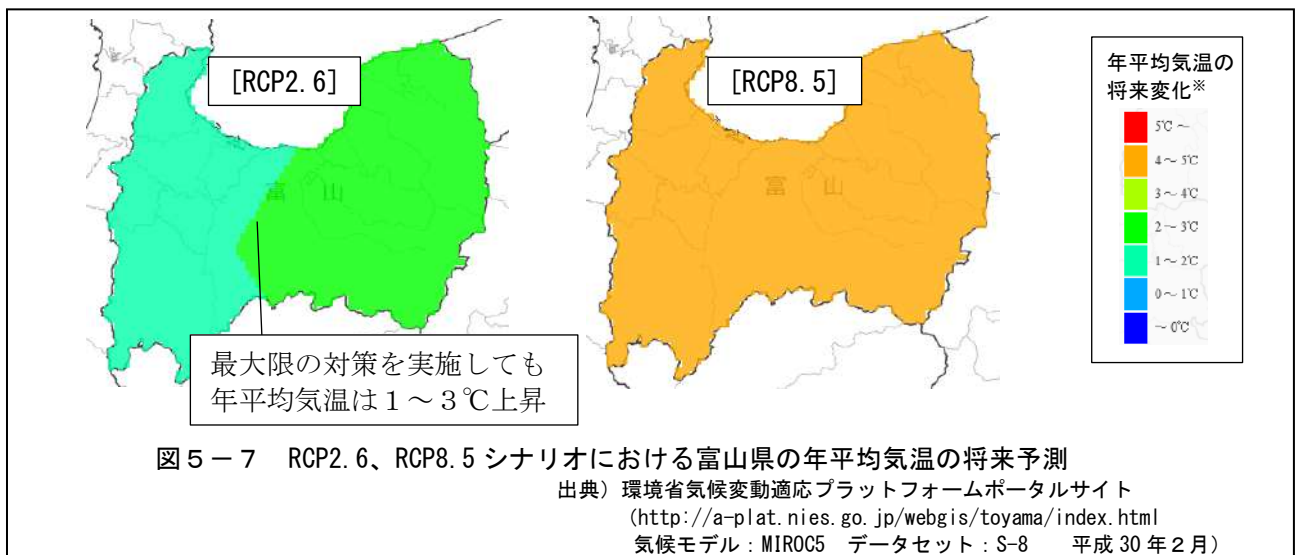 [RCP2.6]
富山
最大限の対策を実施しても
年平均気温は１～３℃上昇
[RCP8.5]
富山
年平均気温の
将来変化※
5℃～
4～5℃
3～4℃
2～3℃
1～2℃
0～1℃
～0℃
図５－７　RCP2.6、RCP8.5 シナリオにおける富山県の年平均気温の将来予測
出典）環境省気候変動適応プラットフォームポータルサイト
(http://a-plat.nies.go.jp/webgis/toyama/index.html
気候モデル：MIROC5　データセット：S-8　　平成 30 年２月）